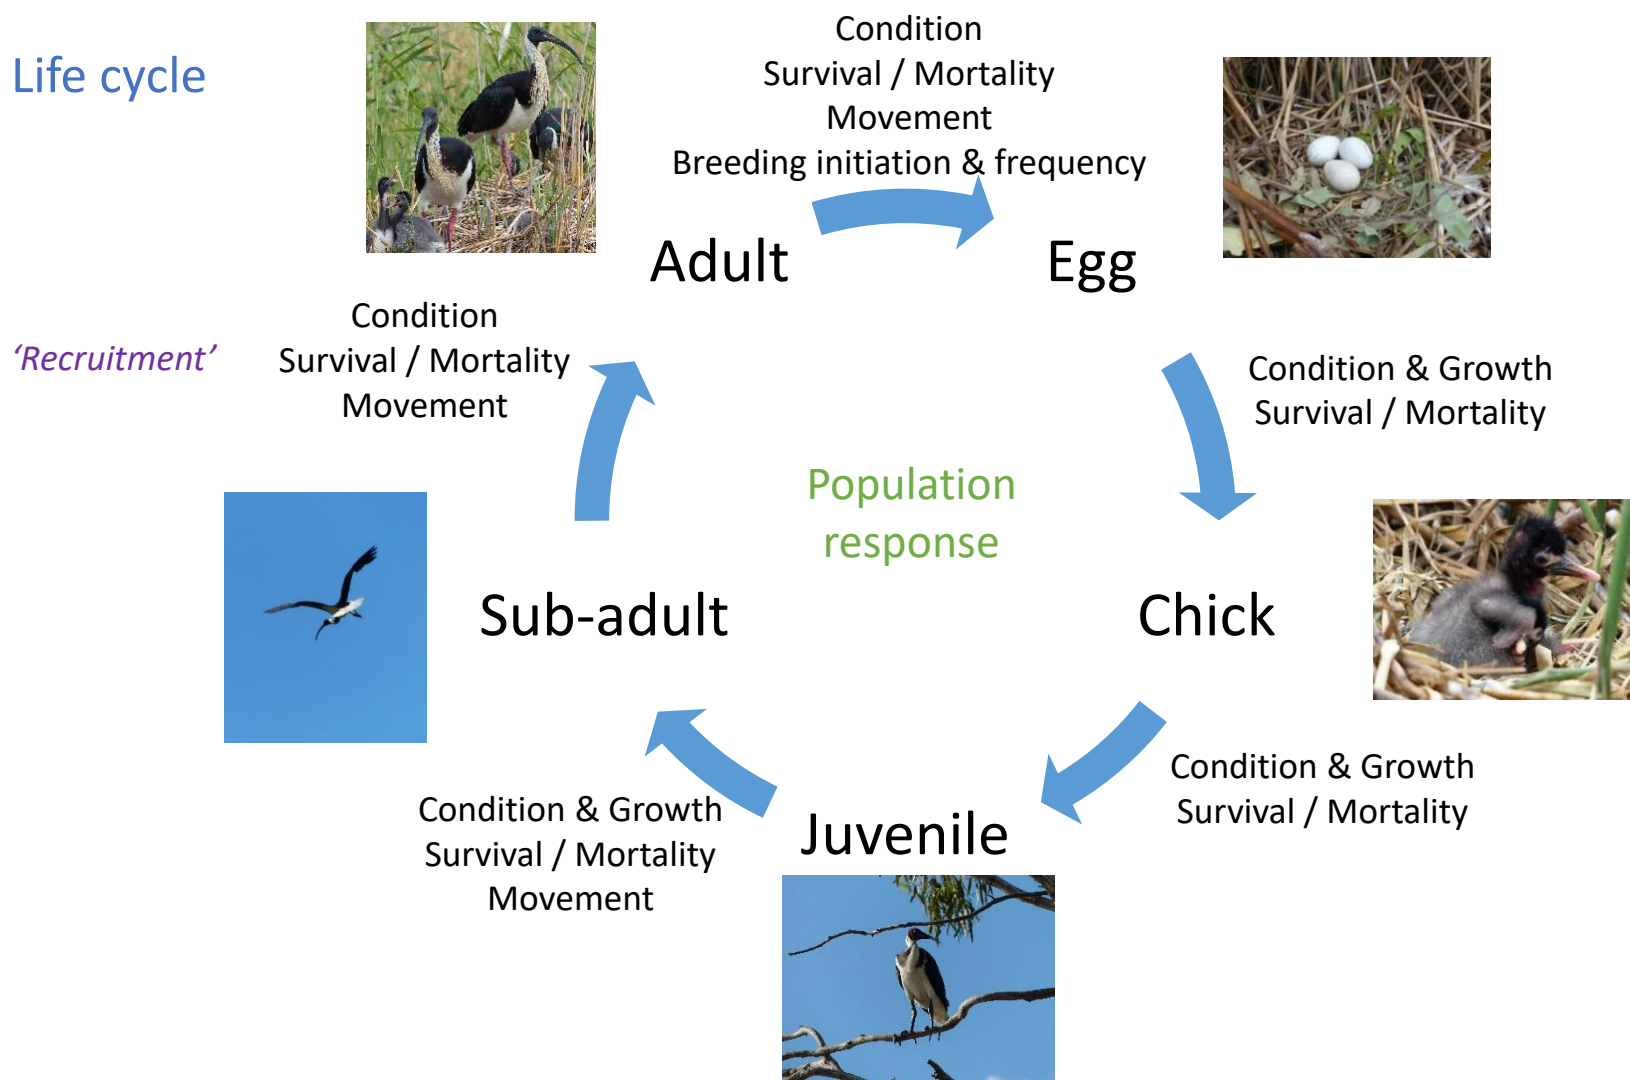 Life cycle
Condition
Survival / Mortality
Movement
Breeding initiation & frequency
Adult
Egg
Condition & Growth
Survival / Mortality
Chick
Condition & Growth
Survival / Mortality
Juvenile
Condition & Growth
Survival / Mortality
Movement
Sub-adult
Condition
Survival / Mortality
Movement
‘Recruitment’
Population
response